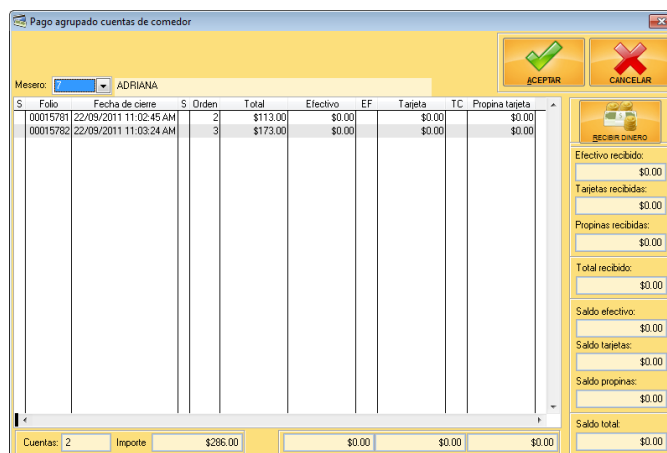 Pago agrupado cuentas de comedor
ACEPTAR
CANCELAR
Mesero: 7 ADRIANA
S Folio Fecha de cierre S Orden Total Efectivo EF Tarjeta TC Propina tarjeta
00015781 22/09/2011 11:02:45 AM 2 $113.00 $0.00 $0.00 $0.00
00015782 22/09/2011 11:03:24 AM 3 $173.00 $0.00 $0.00 $0.00
RECIBIR DINERO
Efectivo recibido:
$0.00
Tarjetas recibidas:
$0.00
Propinas recibidas:
$0.00
Total recibido:
$0.00
Saldo efectivo:
$0.00
Saldo tarjetas:
$0.00
Saldo propinas:
$0.00
Saldo total:
$0.00
Cuentas: 2 Importe $286.00 $0.00 $0.00 $0.00